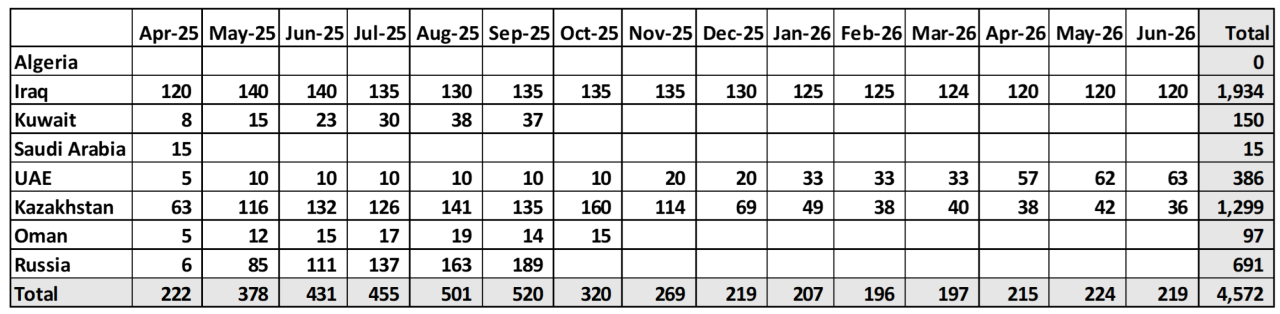 Apr-25 May-25 Jun-25 Jul-25 Aug-25 Sep-25 Oct-25 Nov-25 Dec-25 Jan-26 Feb-26 Mar-26 Apr-26 May-26 Jun-26 Total
Algeria 0
Iraq 120 140 140 135 130 135 135 135 130 125 125 124 120 120 120 1,934
Kuwait 8 15 23 30 38 37 150
Saudi Arabia 15 15
UAE 5 10 10 10 10 10 10 20 20 33 33 33 57 62 63 386
Kazakhstan 63 116 132 126 141 135 160 114 69 49 38 40 38 42 36 1,299
Oman 5 12 15 17 19 14 15 97
Russia 6 85 111 137 163 189 691
Total 222 378 431 455 501 520 320 269 219 207 196 197 215 224 219 4,572